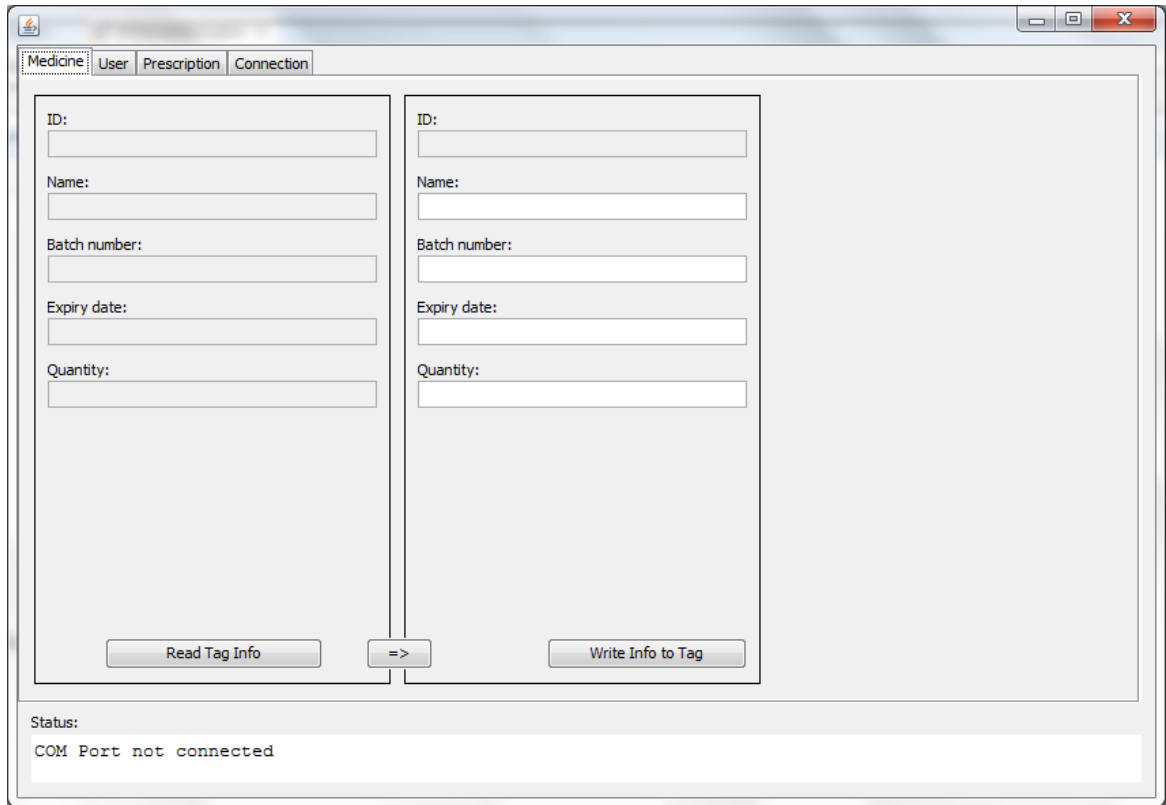 Medicine User Prescription Connection
ID:
Name:
Batch number:
Expiry date:
Quantity:
Read Tag Info
=>
ID:
Name:
Batch number:
Expiry date:
Quantity:
Write Info to Tag
Status:
COM Port not connected